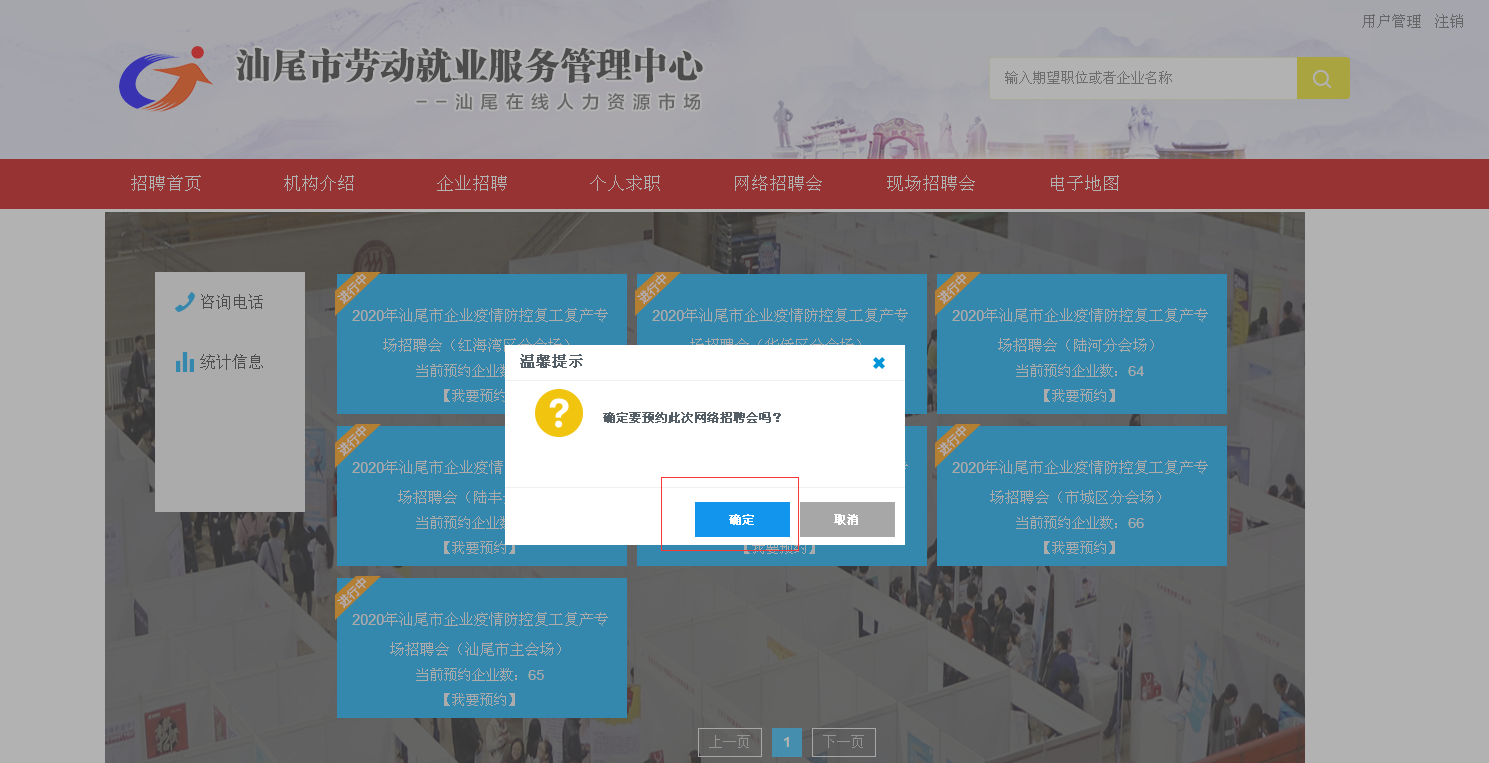 用户管理 注销
汕尾市劳动就业服务管理中心
--汕尾在线人力资源市场
输入期望职位或者企业名称
招聘首页 机构介绍 企业招聘 个人求职 网络招聘会 现场招聘会 电子地图
咨询电话
统计信息
进行中
2020年汕尾市企业疫情防控复工复产专
场招聘会（红海湾区分会场）
当前预约企业数
【我要预约
进行中
2020年汕尾市企业疫情防控复工复产专
场招聘会（华侨区分会场）
进行中
2020年汕尾市企业疫情防控复工复产专
场招聘会（陆河分会场）
当前预约企业数：64
【我要预约】
温馨提示
确定要预约此次网络招聘会吗？
确定 取消
进行中
2020年汕尾市企业疫情
场招聘会（陆丰
当前预约企业数
【我要预约】
专
【我要预约】
进行中
2020年汕尾市企业疫情防控复工复产专
场招聘会（市城区分会场）
当前预约企业数：66
【我要预约】
进行中
2020年汕尾市企业疫情防控复工复产专
场招聘会（汕尾市主会场）
当前预约企业数：65
【我要预约】
上一页 1 下一页